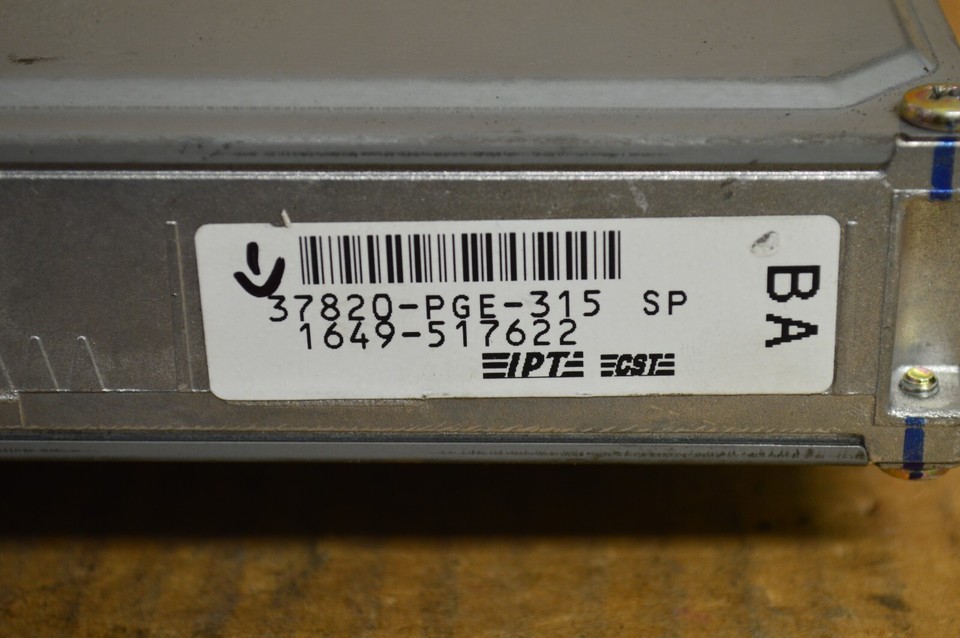 37820-PGE-315 SP
1649-517622
IPT CST
BA